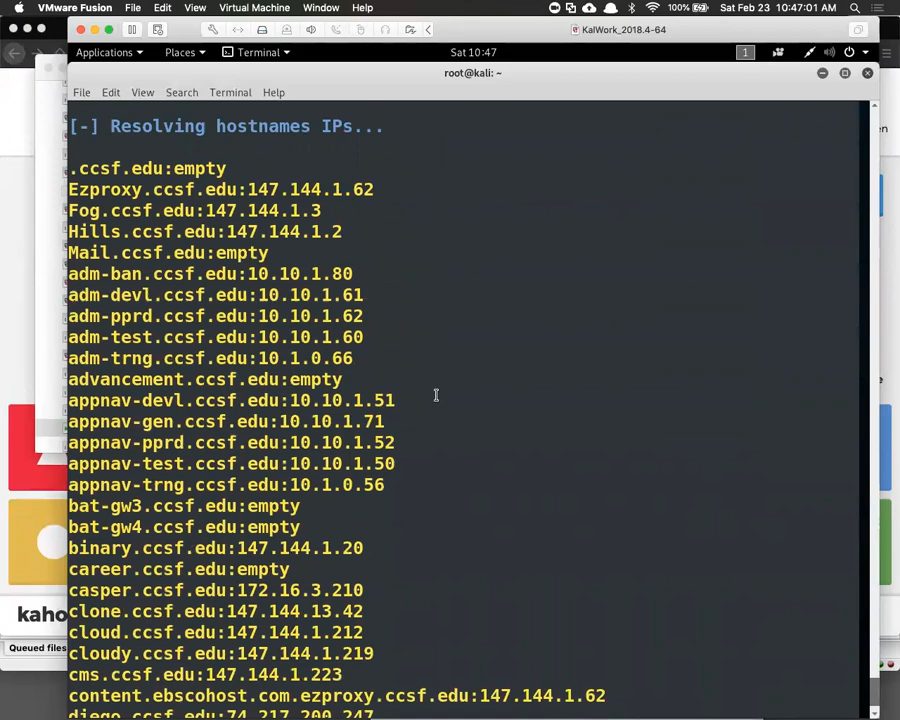 VMware Fusion File Edit View Virtual Machine Window Help 100% Sat Feb 23 10:47:01 AM
KalWork_2018.4-64
Applications Places Terminal Sat 10:47 1
root@kali: ~
File Edit View Search Terminal Help
[-] Resolving hostnames IPs...
.ccsf.edu:empty
Ezproxy.ccsf.edu:147.144.1.62
Fog.ccsf.edu:147.144.1.3
Hills.ccsf.edu:147.144.1.2
Mail.ccsf.edu:empty
adm-ban.ccsf.edu:10.10.1.80
adm-devl.ccsf.edu:10.10.1.61
adm-pprd.ccsf.edu:10.10.1.62
adm-test.ccsf.edu:10.10.1.60
adm-trng.ccsf.edu:10.1.0.66
advancement.ccsf.edu:empty
appnav-devl.ccsf.edu:10.10.1.51
appnav-gen.ccsf.edu:10.10.1.71
appnav-pprd.ccsf.edu:10.10.1.52
appnav-test.ccsf.edu:10.10.1.50
appnav-trng.ccsf.edu:10.1.0.56
bat-gw3.ccsf.edu:empty
bat-gw4.ccsf.edu:empty
binary.ccsf.edu:147.144.1.20
career.ccsf.edu:empty
casper.ccsf.edu:172.16.3.210
clone.ccsf.edu:147.144.13.42
cloud.ccsf.edu:147.144.1.212
cloudy.ccsf.edu:147.144.1.219
cms.ccsf.edu:147.144.1.223
content.ebscohost.com.ezproxy.ccsf.edu:147.144.1.62
diego.ccsf.edu:74.217.200.247
kaho
Queued files